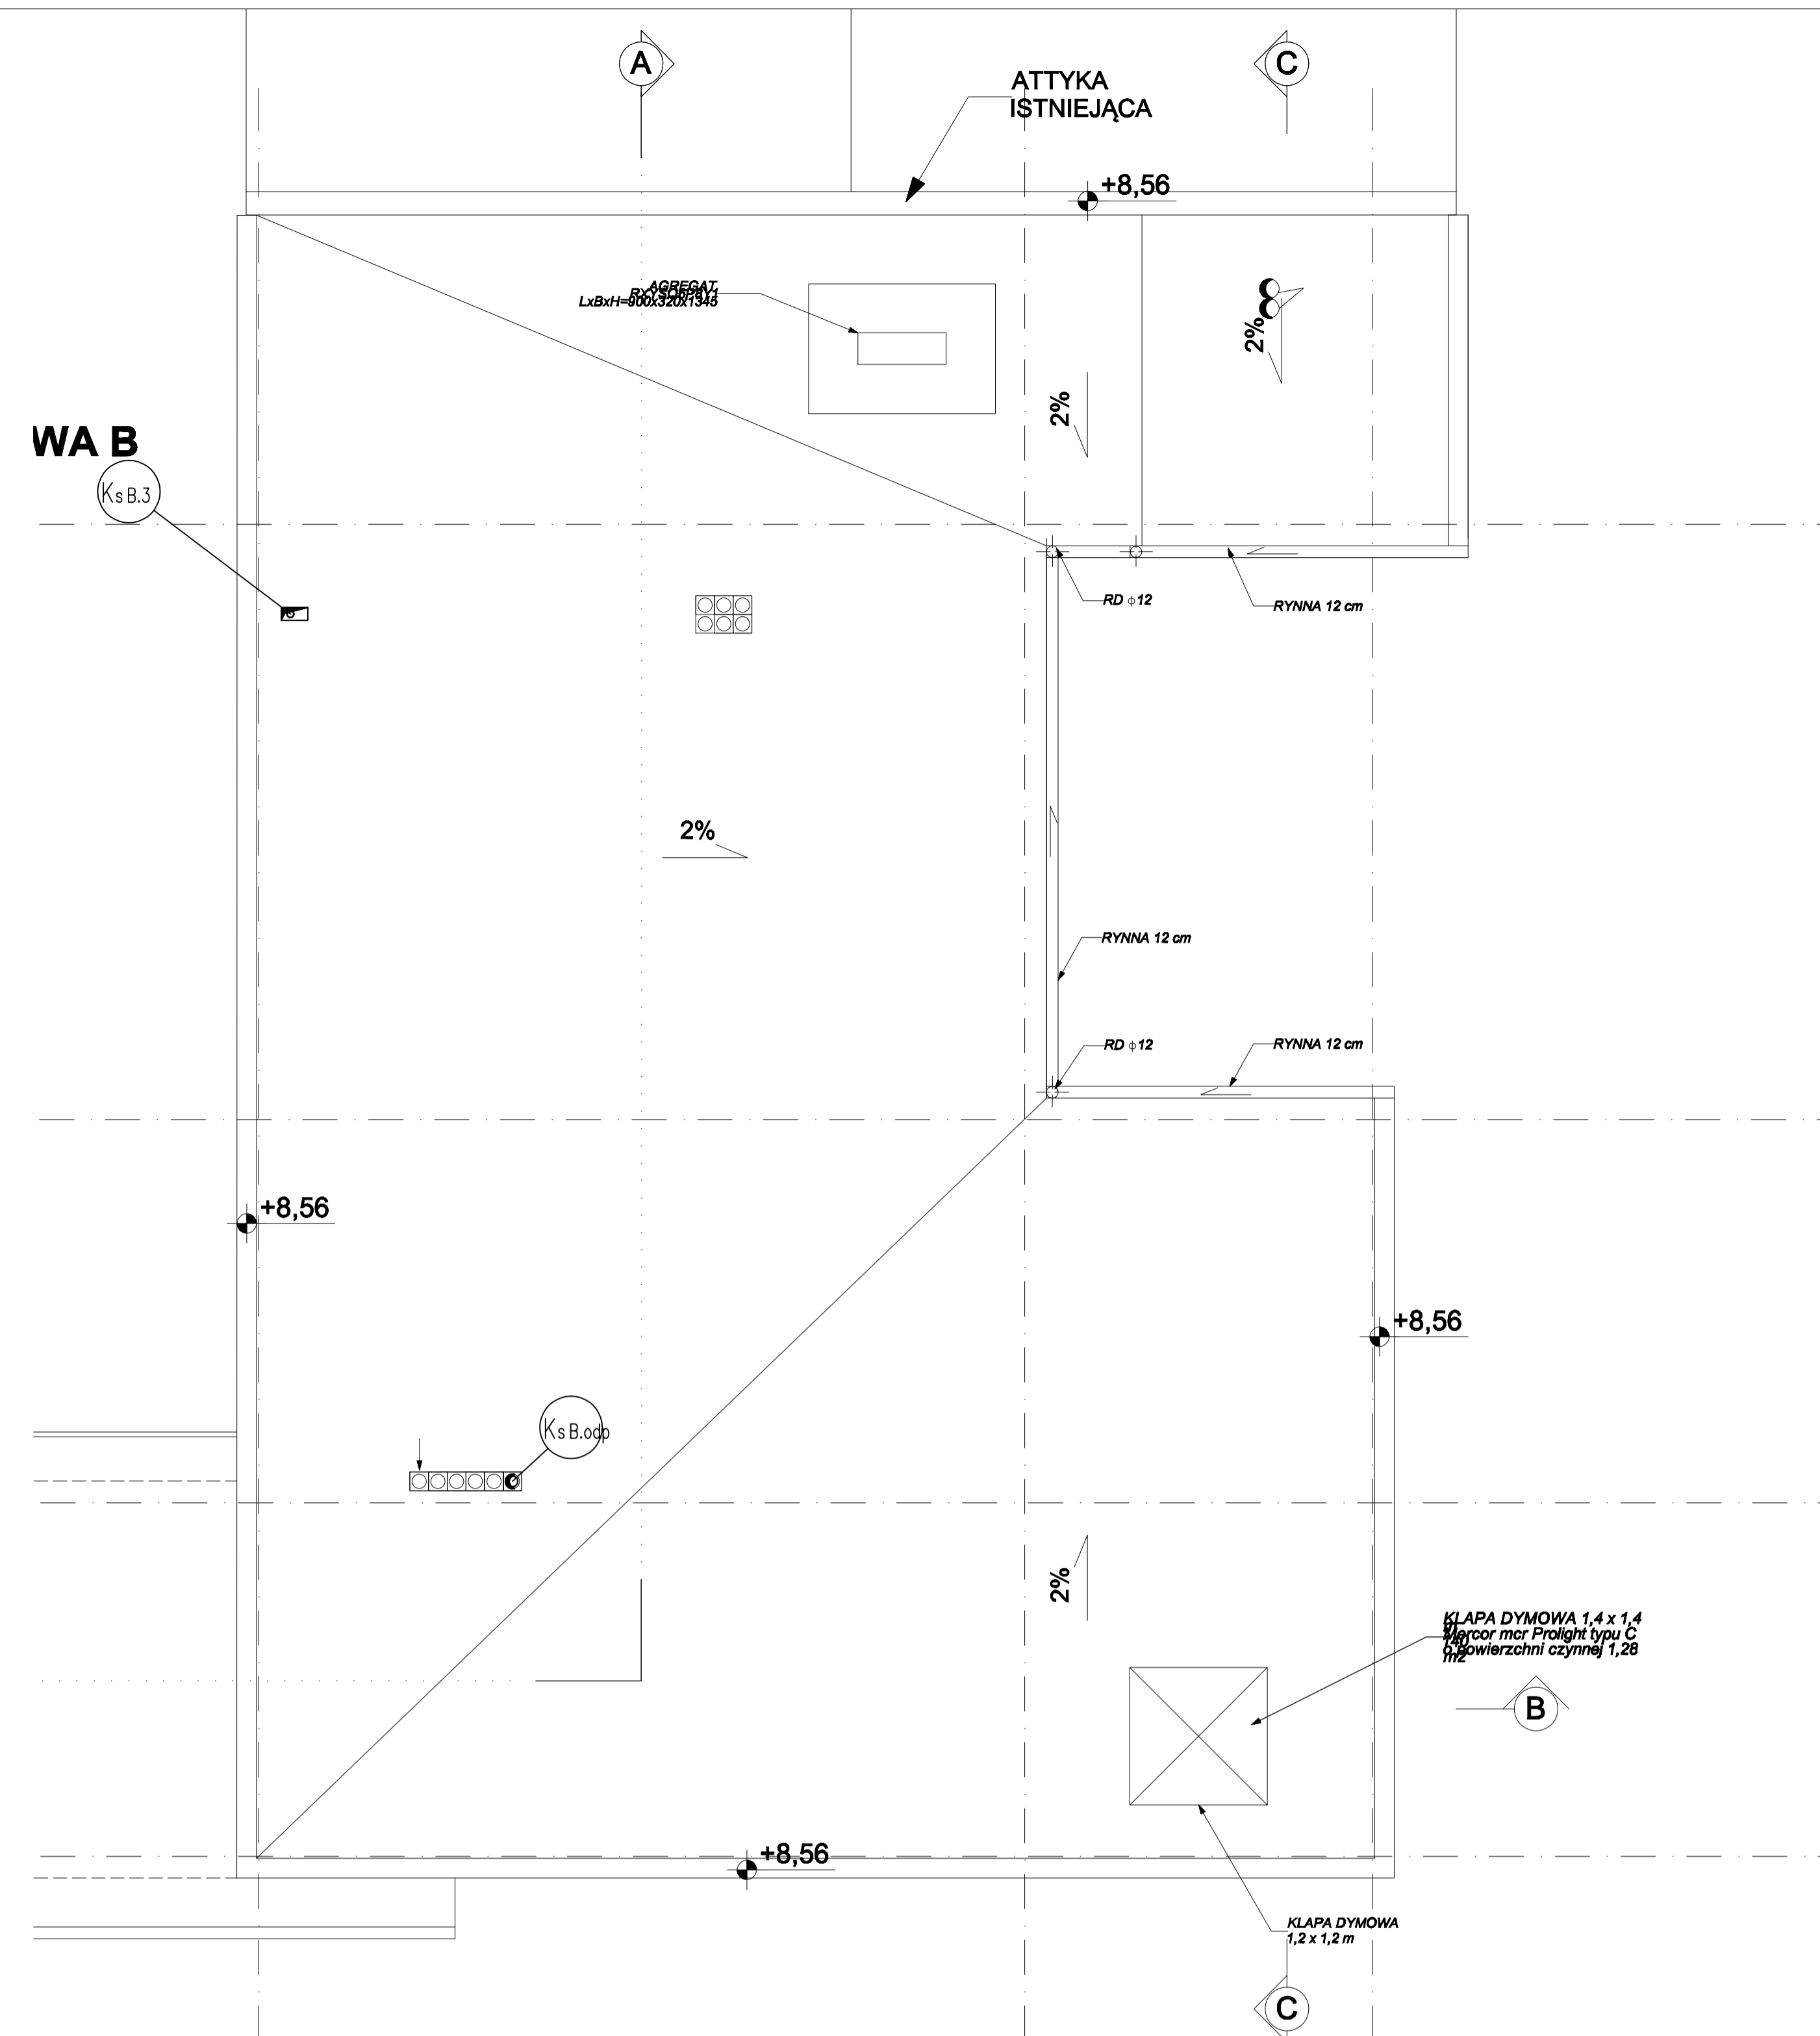 A
C
ATTYKA
ISTNIEJĄCA
+8,56
AGREGAT
LxBxH=900x320x1345
2%
2%
WA B
KsB.3
RD ϕ12
RYNNA 12 cm
2%
RYNNA 12 cm
RD ϕ12
RYNNA 12 cm
+8,56
+8,56
KsB.odp
2%
KLAPA DYMOWA 1,4 x 1,4
Mercor mcr Prolight typu C
o powierzchni czynnej 1,28
m2
B
+8,56
KLAPA DYMOWA
1,2 x 1,2 m
C